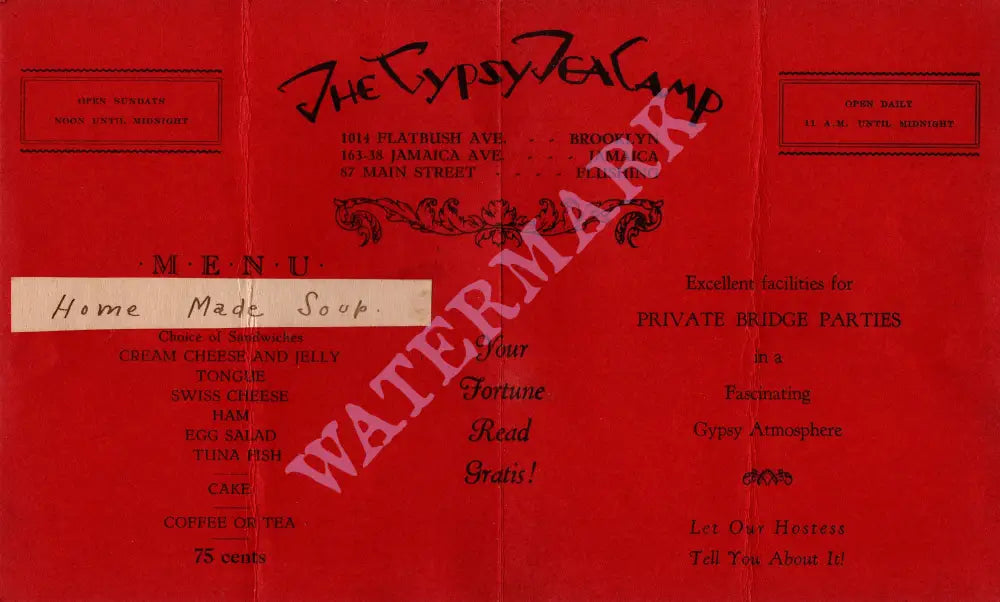 THE GYPSY TEA CAMP
OPEN SUNDAYS
NOON UNTIL MIDNIGHT
1014 FLATBUSH AVE. - - BROOKLYN
163-38 JAMAICA AVE. - - - JAMAICA
87 MAIN STREET - - - - FLUSHING
OPEN DAILY
11 A.M. UNTIL MIDNIGHT
· M · E · N · U ·
Home Made Soup.
Choice of Sandwiches
CREAM CHEESE AND JELLY
TONGUE
SWISS CHEESE
HAM
EGG SALAD
TUNA FISH
CAKE
COFFEE OR TEA
75 cents
Your
Fortune
Read
Gratis!
Excellent facilities for
PRIVATE BRIDGE PARTIES
in a
Fascinating
Gypsy Atmosphere
Let Our Hostess
Tell You About It!
WATERMARK